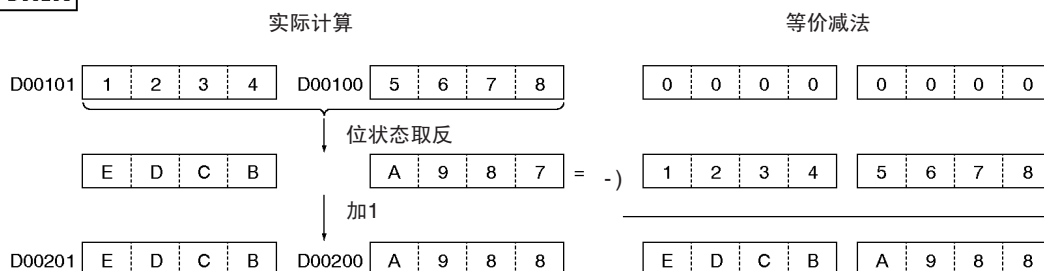 实际计算 等价减法
D00101 1 2 3 4 D00100 5 6 7 8 0 0 0 0 0 0 0 0
位状态取反
E D C B A 9 8 7 = -) 1 2 3 4 5 6 7 8
加1
D00201 E D C B D00200 A 9 8 8 E D C B A 9 8 8